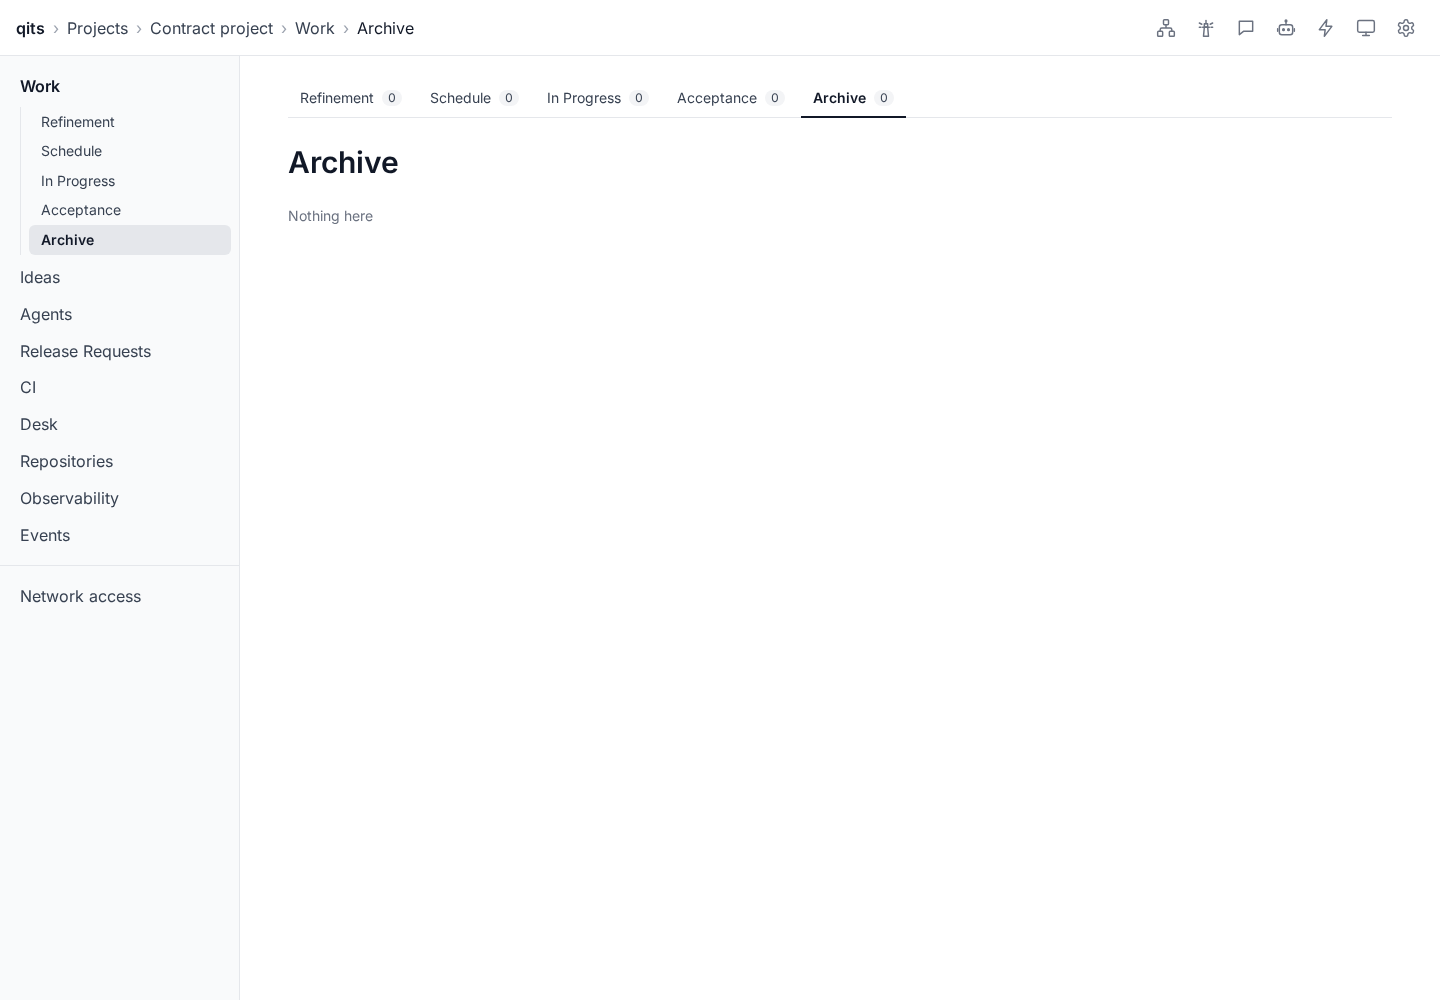 qits › Projects › Contract project › Work › Archive
Work
Refinement
Schedule
In Progress
Acceptance
Archive
Ideas
Agents
Release Requests
CI
Desk
Repositories
Observability
Events
Network access
Refinement 0 Schedule 0 In Progress 0 Acceptance 0 Archive 0
Archive
Nothing here